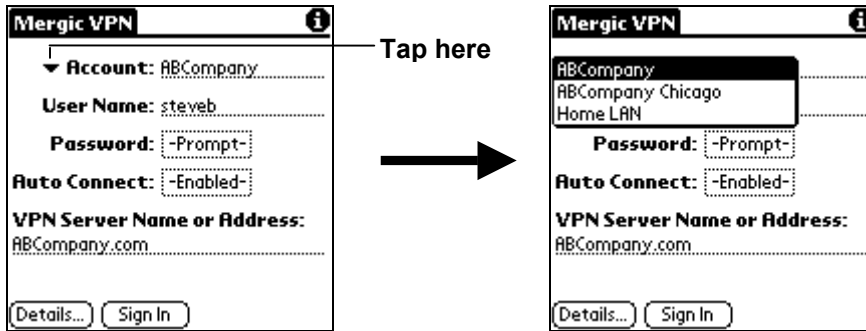 Mergic VPN
Account: ABCompany
User Name: steveb
Password: -Prompt-
Auto Connect: -Enabled-
VPN Server Name or Address:
ABCompany.com
Details... Sign In
Tap here
Mergic VPN
ABCompany
ABCompany Chicago
Home LAN
Password: -Prompt-
Auto Connect: -Enabled-
VPN Server Name or Address:
ABCompany.com
Details... Sign In